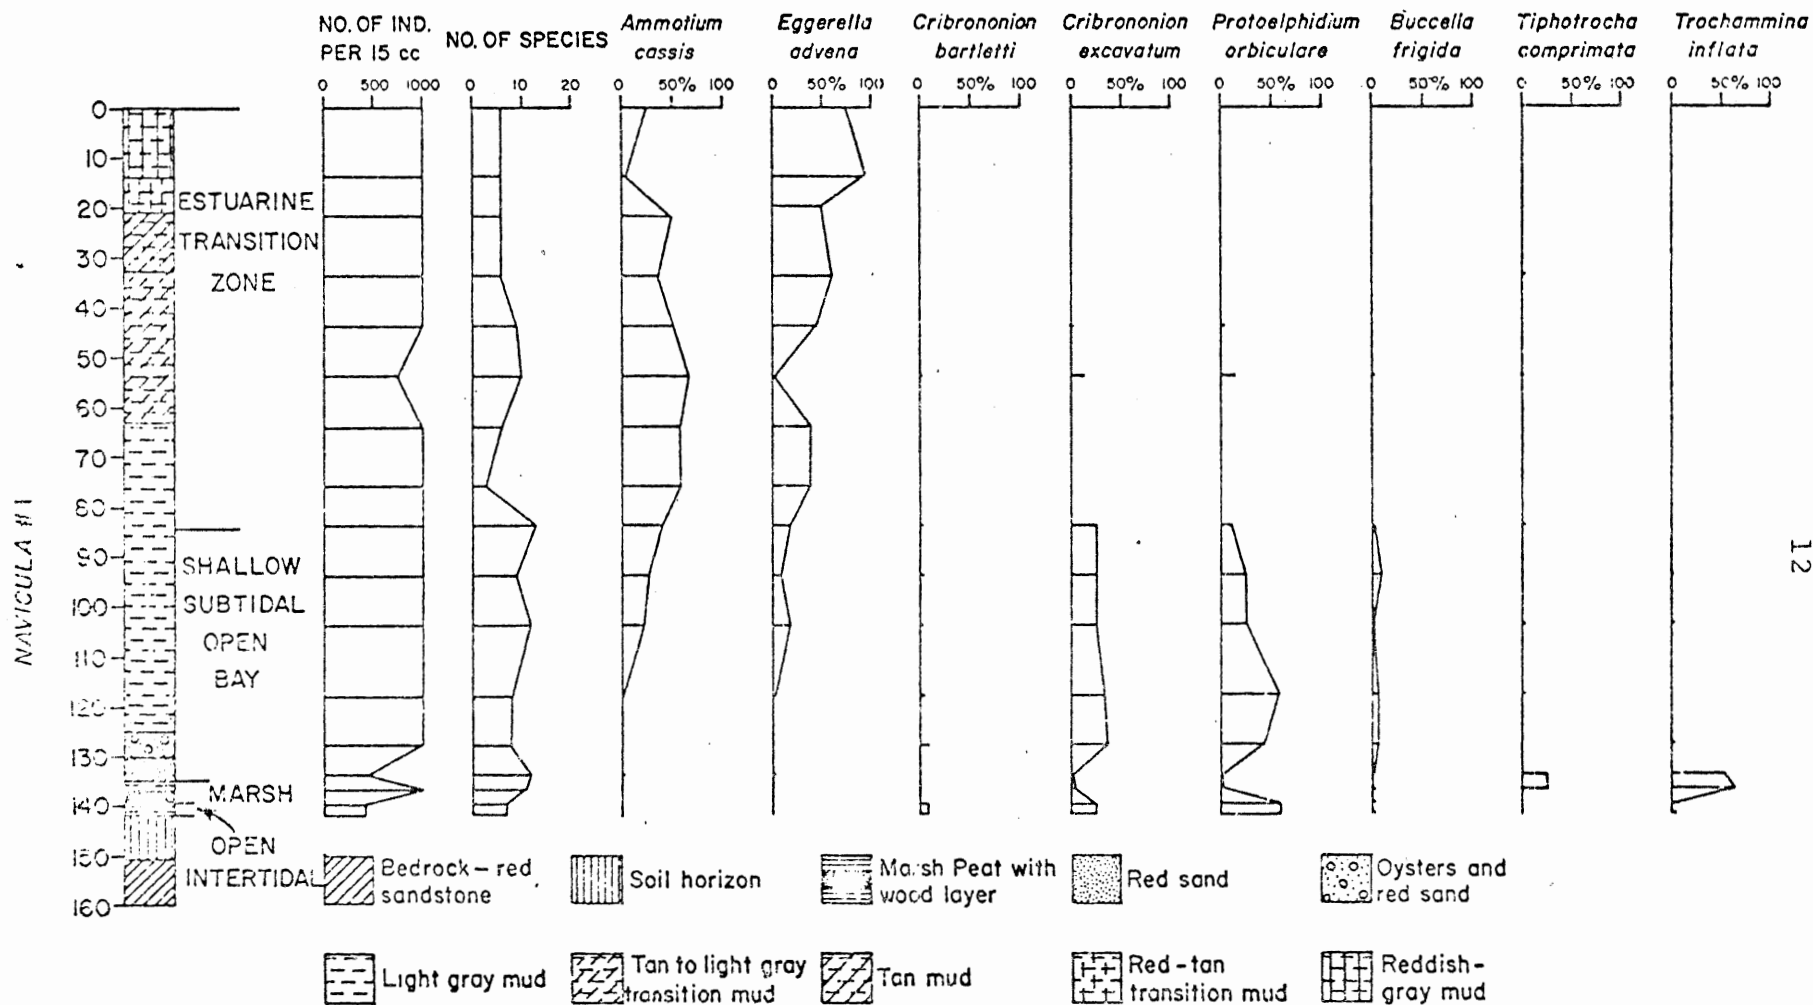 NO. OF IND.
PER 15 cc
NO. OF SPECIES
Ammotium
cassis
Eggerella
advena
Cribrononion
bartletti
Cribrononion
excavatum
Protoelphidium
orbiculare
Buccella
frigida
Tiphotrocha
comprimata
Trochammina
inflata
0 500 1000
0 10 20
0 50% 100
0 50% 100
0 50% 100
0 50% 100
0 50% 100
0 50% 100
0 50% 100
0 50% 100
0
10
20
30
40
50
60
70
80
90
100
110
120
130
140
150
160
ESTUARINE
TRANSITION
ZONE
SHALLOW
SUBTIDAL
OPEN
BAY
MARSH
OPEN
INTERTIDAL
NAVICULA #1
12
Bedrock – red
sandstone
Soil horizon
Marsh Peat with
wood layer
Red sand
Oysters and
red sand
Light gray mud
Tan to light gray
transition mud
Tan mud
Red-tan
transition mud
Reddish-
gray mud